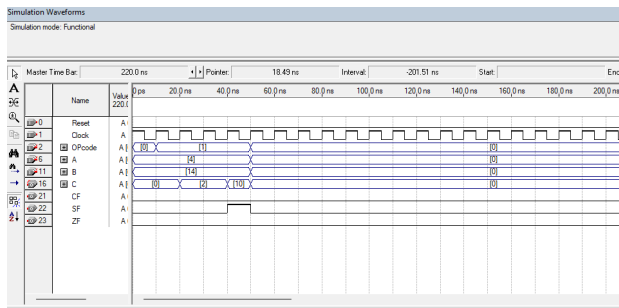 Simulation Waveforms
Simulation mode: Functional
Master Time Bar: 220.0 ns Pointer: 18.49 ns Interval: -201.51 ns Start: End
Name Value 220.0 0 ps 20.0 ns 40.0 ns 60.0 ns 80.0 ns 100.0 ns 120.0 ns 140.0 ns 160.0 ns 180.0 ns 200.0 ns
0 Reset A
1 Clock A
2 OPcode A [ [0] [1] [0]
6 A A [ [4] [0]
11 B A [ [14] [0]
16 C A [ [0] [2] [10] [0]
21 CF A
22 SF A
23 ZF A